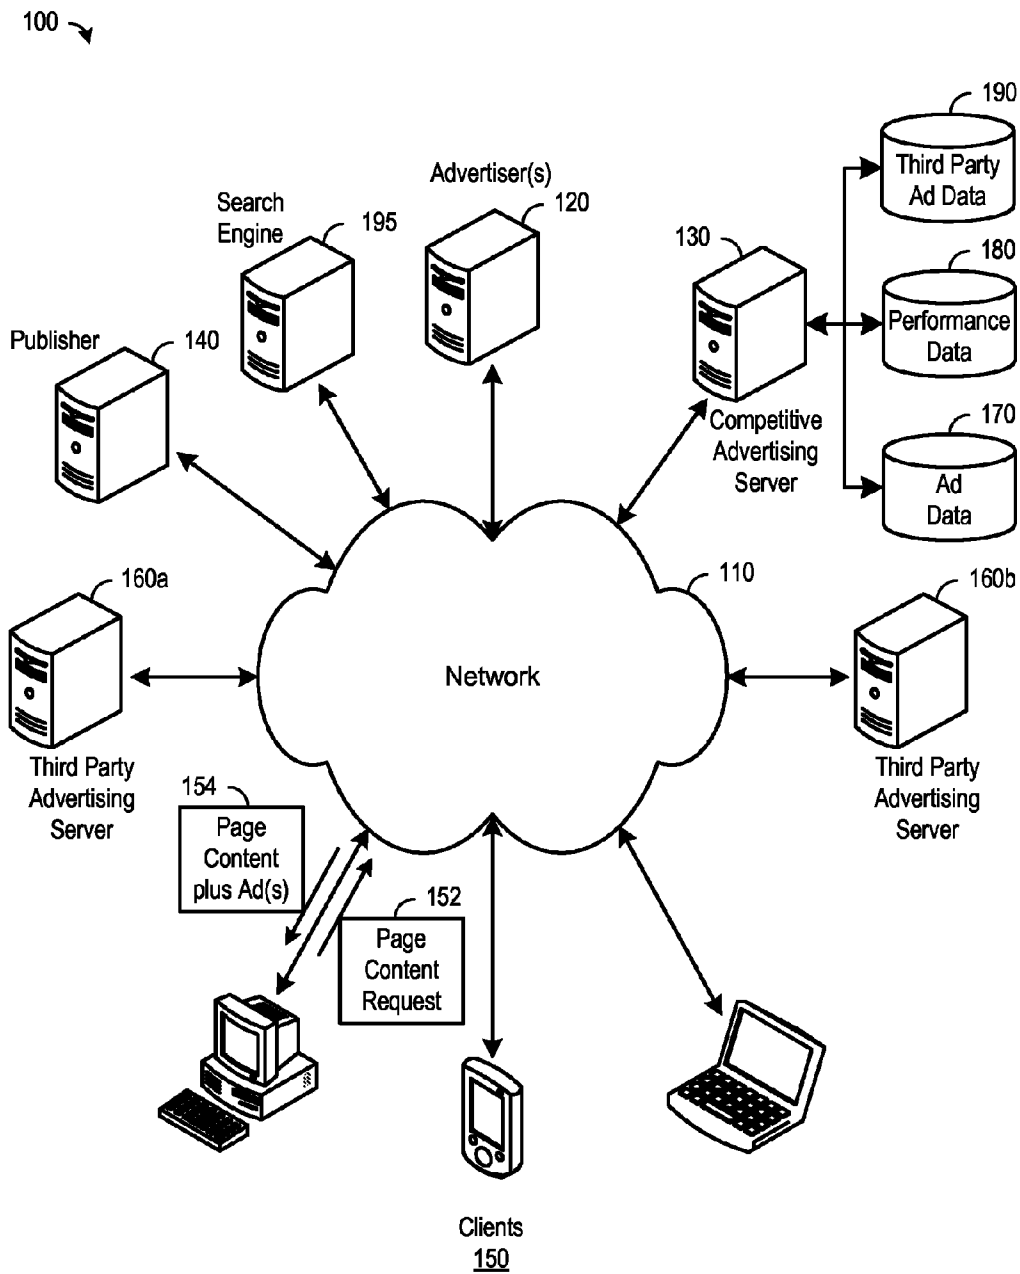 100
190
Third Party
Ad Data
Advertiser(s)
120
Search
Engine
195
130
180
Performance
Data
Publisher
140
Competitive
Advertising
Server
170
Ad
Data
160a
110
160b
Network
Third Party
Advertising
Server
Third Party
Advertising
Server
154
Page
Content
plus Ad(s)
152
Page
Content
Request
Clients
150